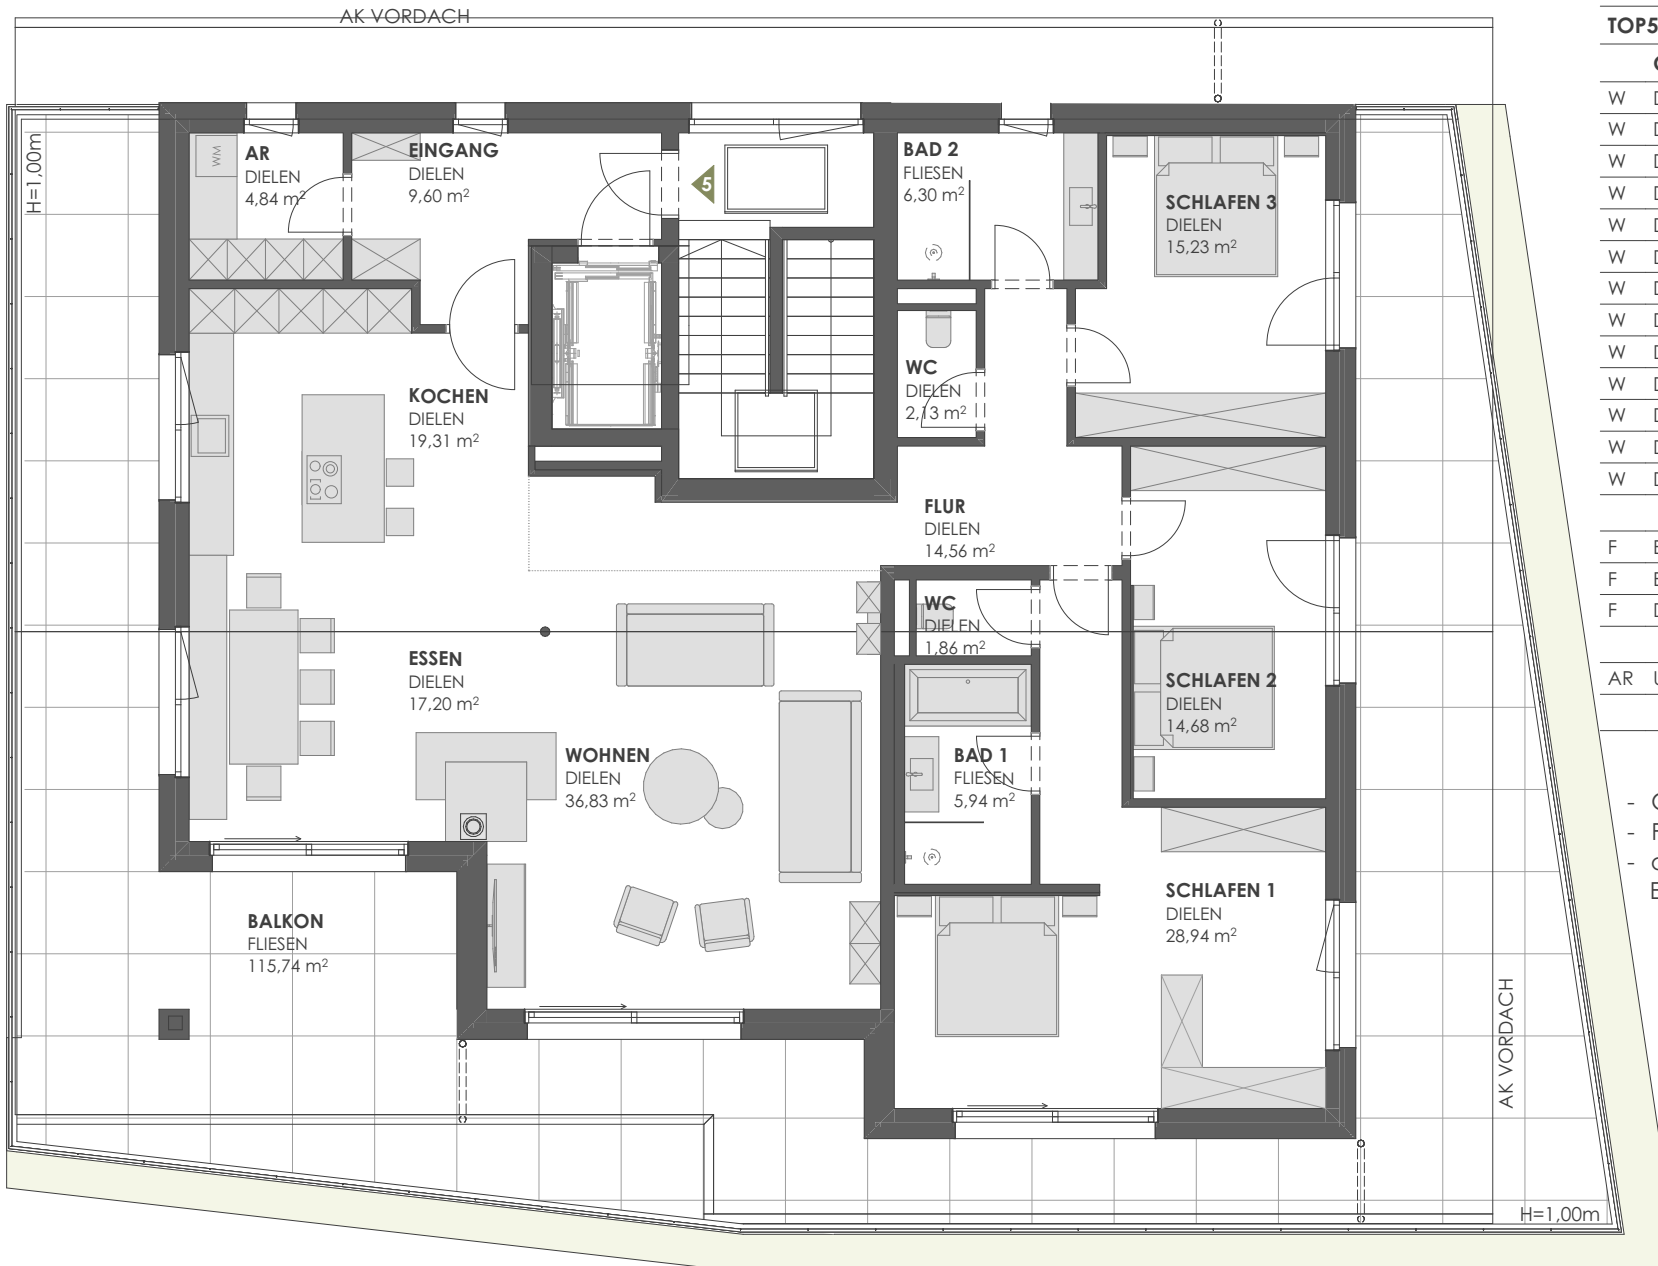 AK VORDACH
H=1,00m
WM
AR
DIELEN
4,84 m²
EINGANG
DIELEN
9,60 m²
5
BAD 2
FLIESEN
6,30 m²
SCHLAFEN 3
DIELEN
15,23 m²
KOCHEN
DIELEN
19,31 m²
WC
DIELEN
2,13 m²
FLUR
DIELEN
14,56 m²
WC
DIELEN
1,86 m²
ESSEN
DIELEN
17,20 m²
SCHLAFEN 2
DIELEN
14,68 m²
WOHNEN
DIELEN
36,83 m²
BAD 1
FLIESEN
5,94 m²
SCHLAFEN 1
DIELEN
28,94 m²
BALKON
FLIESEN
115,74 m²
AK VORDACH
H=1,00m
TOP5
W
W
W
W
W
W
W
W
W
W
W
W
W
F
F
F
AR
-
-
-